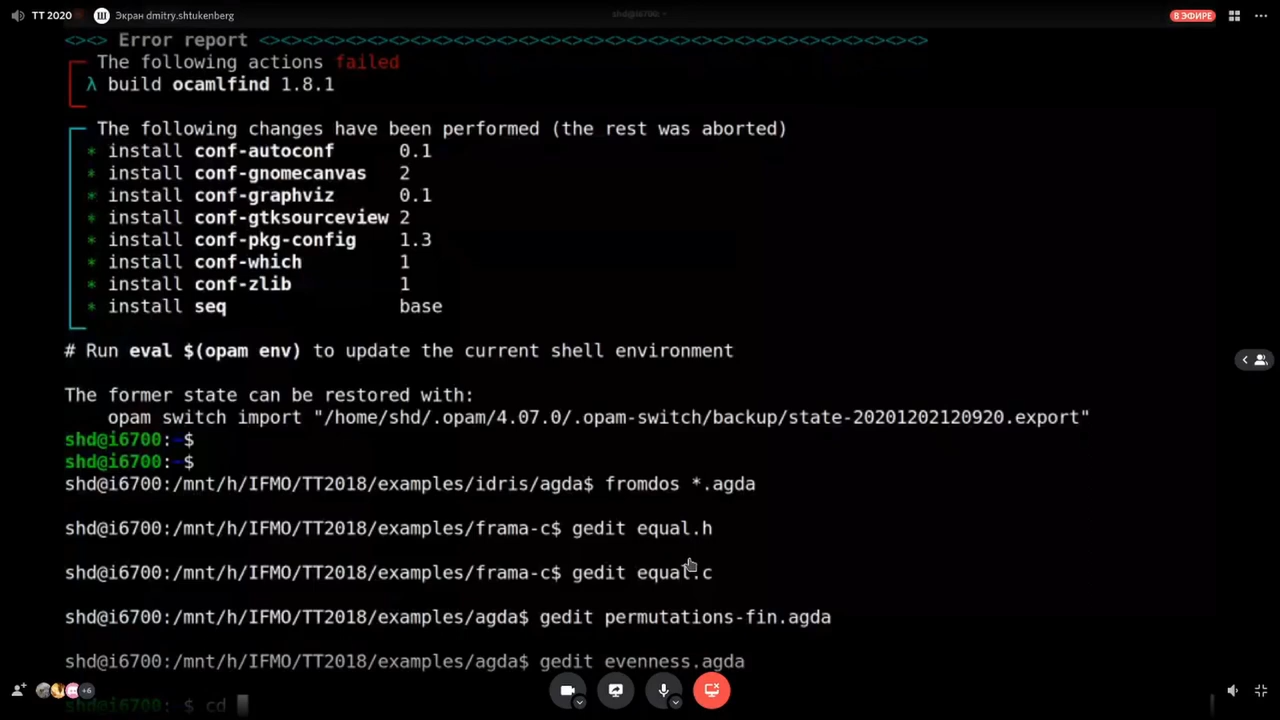 TT 2020 Ш Экран dmitry.shtukenberg shd@i6700: ~ В ЭФИРЕ
<><> Error report <><><><><><><><><><><><><><><><><><><><><><><><><><><><><><><>
The following actions failed
λ build ocamlfind 1.8.1
The following changes have been performed (the rest was aborted)
* install conf-autoconf 0.1
* install conf-gnomecanvas 2
* install conf-graphviz 0.1
* install conf-gtksourceview 2
* install conf-pkg-config 1.3
* install conf-which 1
* install conf-zlib 1
* install seq base
# Run eval $(opam env) to update the current shell environment
The former state can be restored with:
opam switch import "/home/shd/.opam/4.07.0/.opam-switch/backup/state-20201202120920.export"
shd@i6700:~$
shd@i6700:~$
shd@i6700:/mnt/h/IFMO/TT2018/examples/idris/agda$ fromdos *.agda
shd@i6700:/mnt/h/IFMO/TT2018/examples/frama-c$ gedit equal.h
shd@i6700:/mnt/h/IFMO/TT2018/examples/frama-c$ gedit equal.c
shd@i6700:/mnt/h/IFMO/TT2018/examples/agda$ gedit permutations-fin.agda
shd@i6700:/mnt/h/IFMO/TT2018/examples/agda$ gedit evenness.agda
shd@i6700:~$ cd
+6